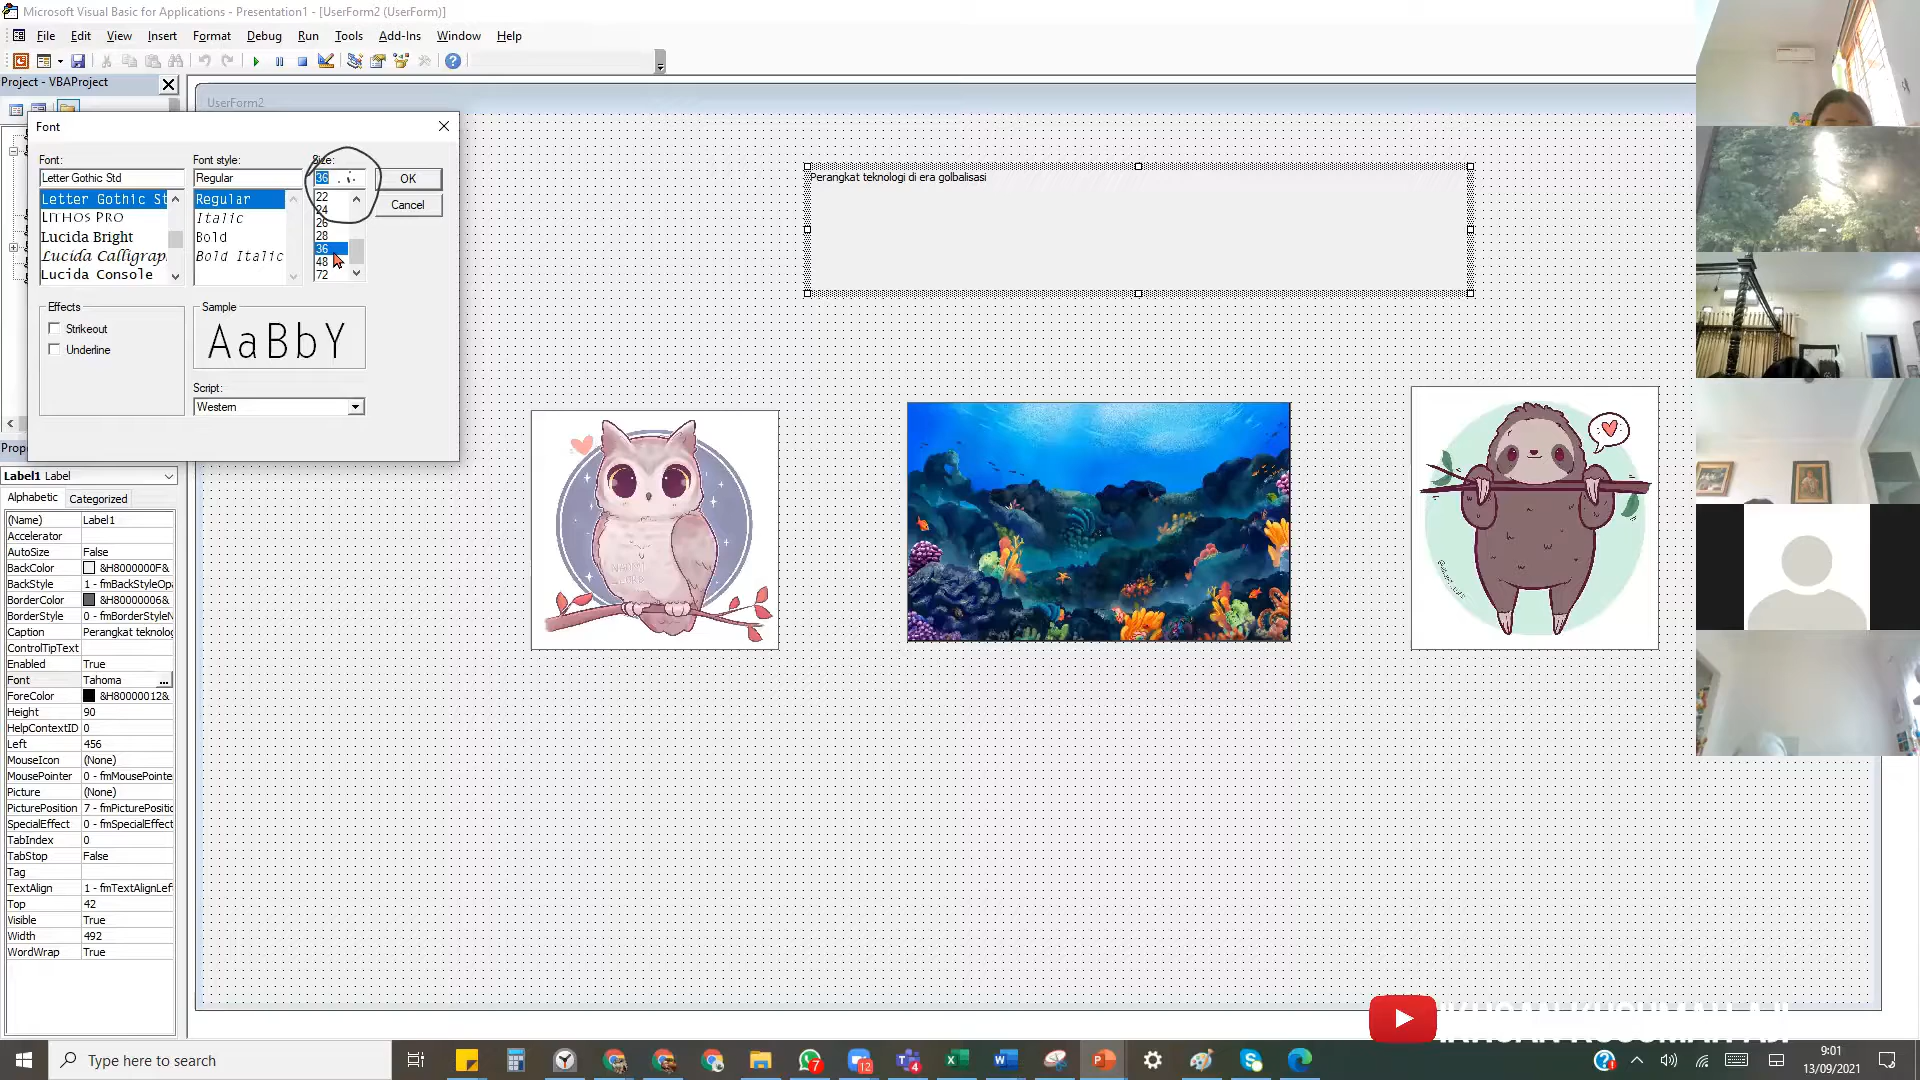 Microsoft Visual Basic for Applications - Presentation1 - [UserForm2 (UserForm)]
File Edit View Insert Format Debug Run Tools Add-Ins Window Help
Project - VBAProject
UserForm2
Font
Font: Font style: Size:
Letter Gothic Std Regular 36 OK
Letter Gothic St Regular 22
Lithos Pro Italic 24 Cancel
Lucida Bright Bold 26
Lucida Calligrap Bold Italic 28
Lucida Console 36
48
72
Effects Sample
Strikeout AaBbY
Underline
Script:
Western
Perangkat teknologi di era golbalisasi
Label1 Label
Alphabetic Categorized
(Name) Label1
Accelerator
AutoSize False
BackColor &H8000000F&
BackStyle 1 - fmBackStyleOpa
BorderColor &H80000006&
BorderStyle 0 - fmBorderStyleN
Caption Perangkat teknolog
ControlTipText
Enabled True
Font Tahoma ...
ForeColor &H80000012&
Height 90
HelpContextID 0
Left 456
MouseIcon (None)
MousePointer 0 - fmMousePointe
Picture (None)
PicturePosition 7 - fmPicturePositic
SpecialEffect 0 - fmSpecialEffect
TabIndex 0
TabStop False
Tag
TextAlign 1 - fmTextAlignLef
Top 42
Visible True
Width 492
WordWrap True
Type here to search
7
12
4
9:01
13/09/2021